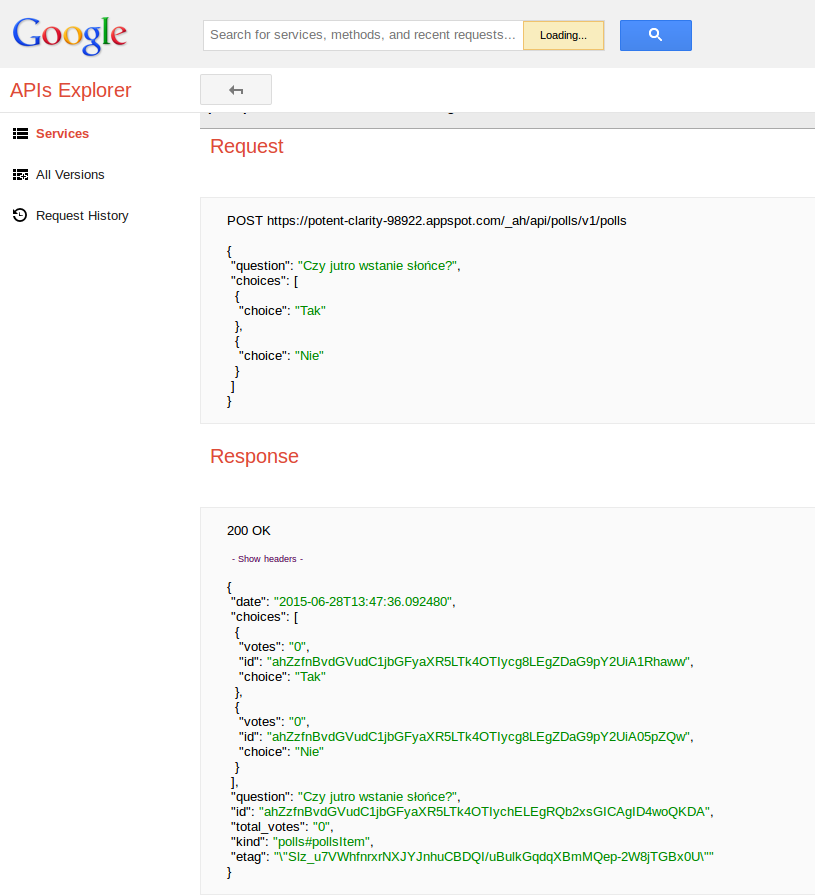 Google
Search for services, methods, and recent requests...
Loading...
APIs Explorer
Services
All Versions
Request History
Request
POST https://potent-clarity-98922.appspot.com/_ah/api/polls/v1/polls
{
"question": "Czy jutro wstanie słońce?",
"choices": [
{
"choice": "Tak"
},
{
"choice": "Nie"
}
]
}
Response
200 OK
- Show headers -
{
"date": "2015-06-28T13:47:36.092480",
"choices": [
{
"votes": "0",
"id": "ahZzfnBvdGVudC1jbGFyaXR5LTk4OTIycg8LEgZDaG9pY2UiA1Rhaww",
"choice": "Tak"
},
{
"votes": "0",
"id": "ahZzfnBvdGVudC1jbGFyaXR5LTk4OTIycg8LEgZDaG9pY2UiA05pZQw",
"choice": "Nie"
}
],
"question": "Czy jutro wstanie słońce?",
"id": "ahZzfnBvdGVudC1jbGFyaXR5LTk4OTIychELEgRQb2xsGICAgID4woQKDA",
"total_votes": "0",
"kind": "polls#pollsItem",
"etag": "\"Slz_u7VWhfnrxrNXJYJnhuCBDQI/uBulkGqdqXBmMQep-2W8jTGBx0U\""
}